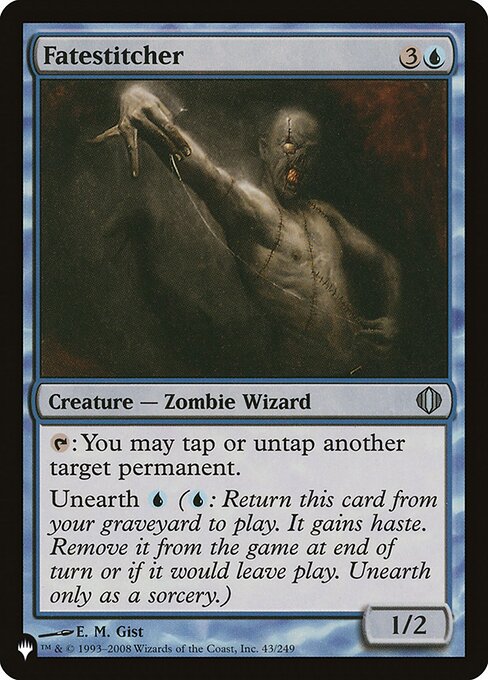 Fatestitcher 3
Creature — Zombie Wizard
: You may tap or untap another
target permanent.
Unearth (: Return this card from
your graveyard to play. It gains haste.
Remove it from the game at end of
turn or if it would leave play. Unearth
only as a sorcery.)
E. M. Gist
1/2
™ & © 1993–2008 Wizards of the Coast, Inc. 43/249